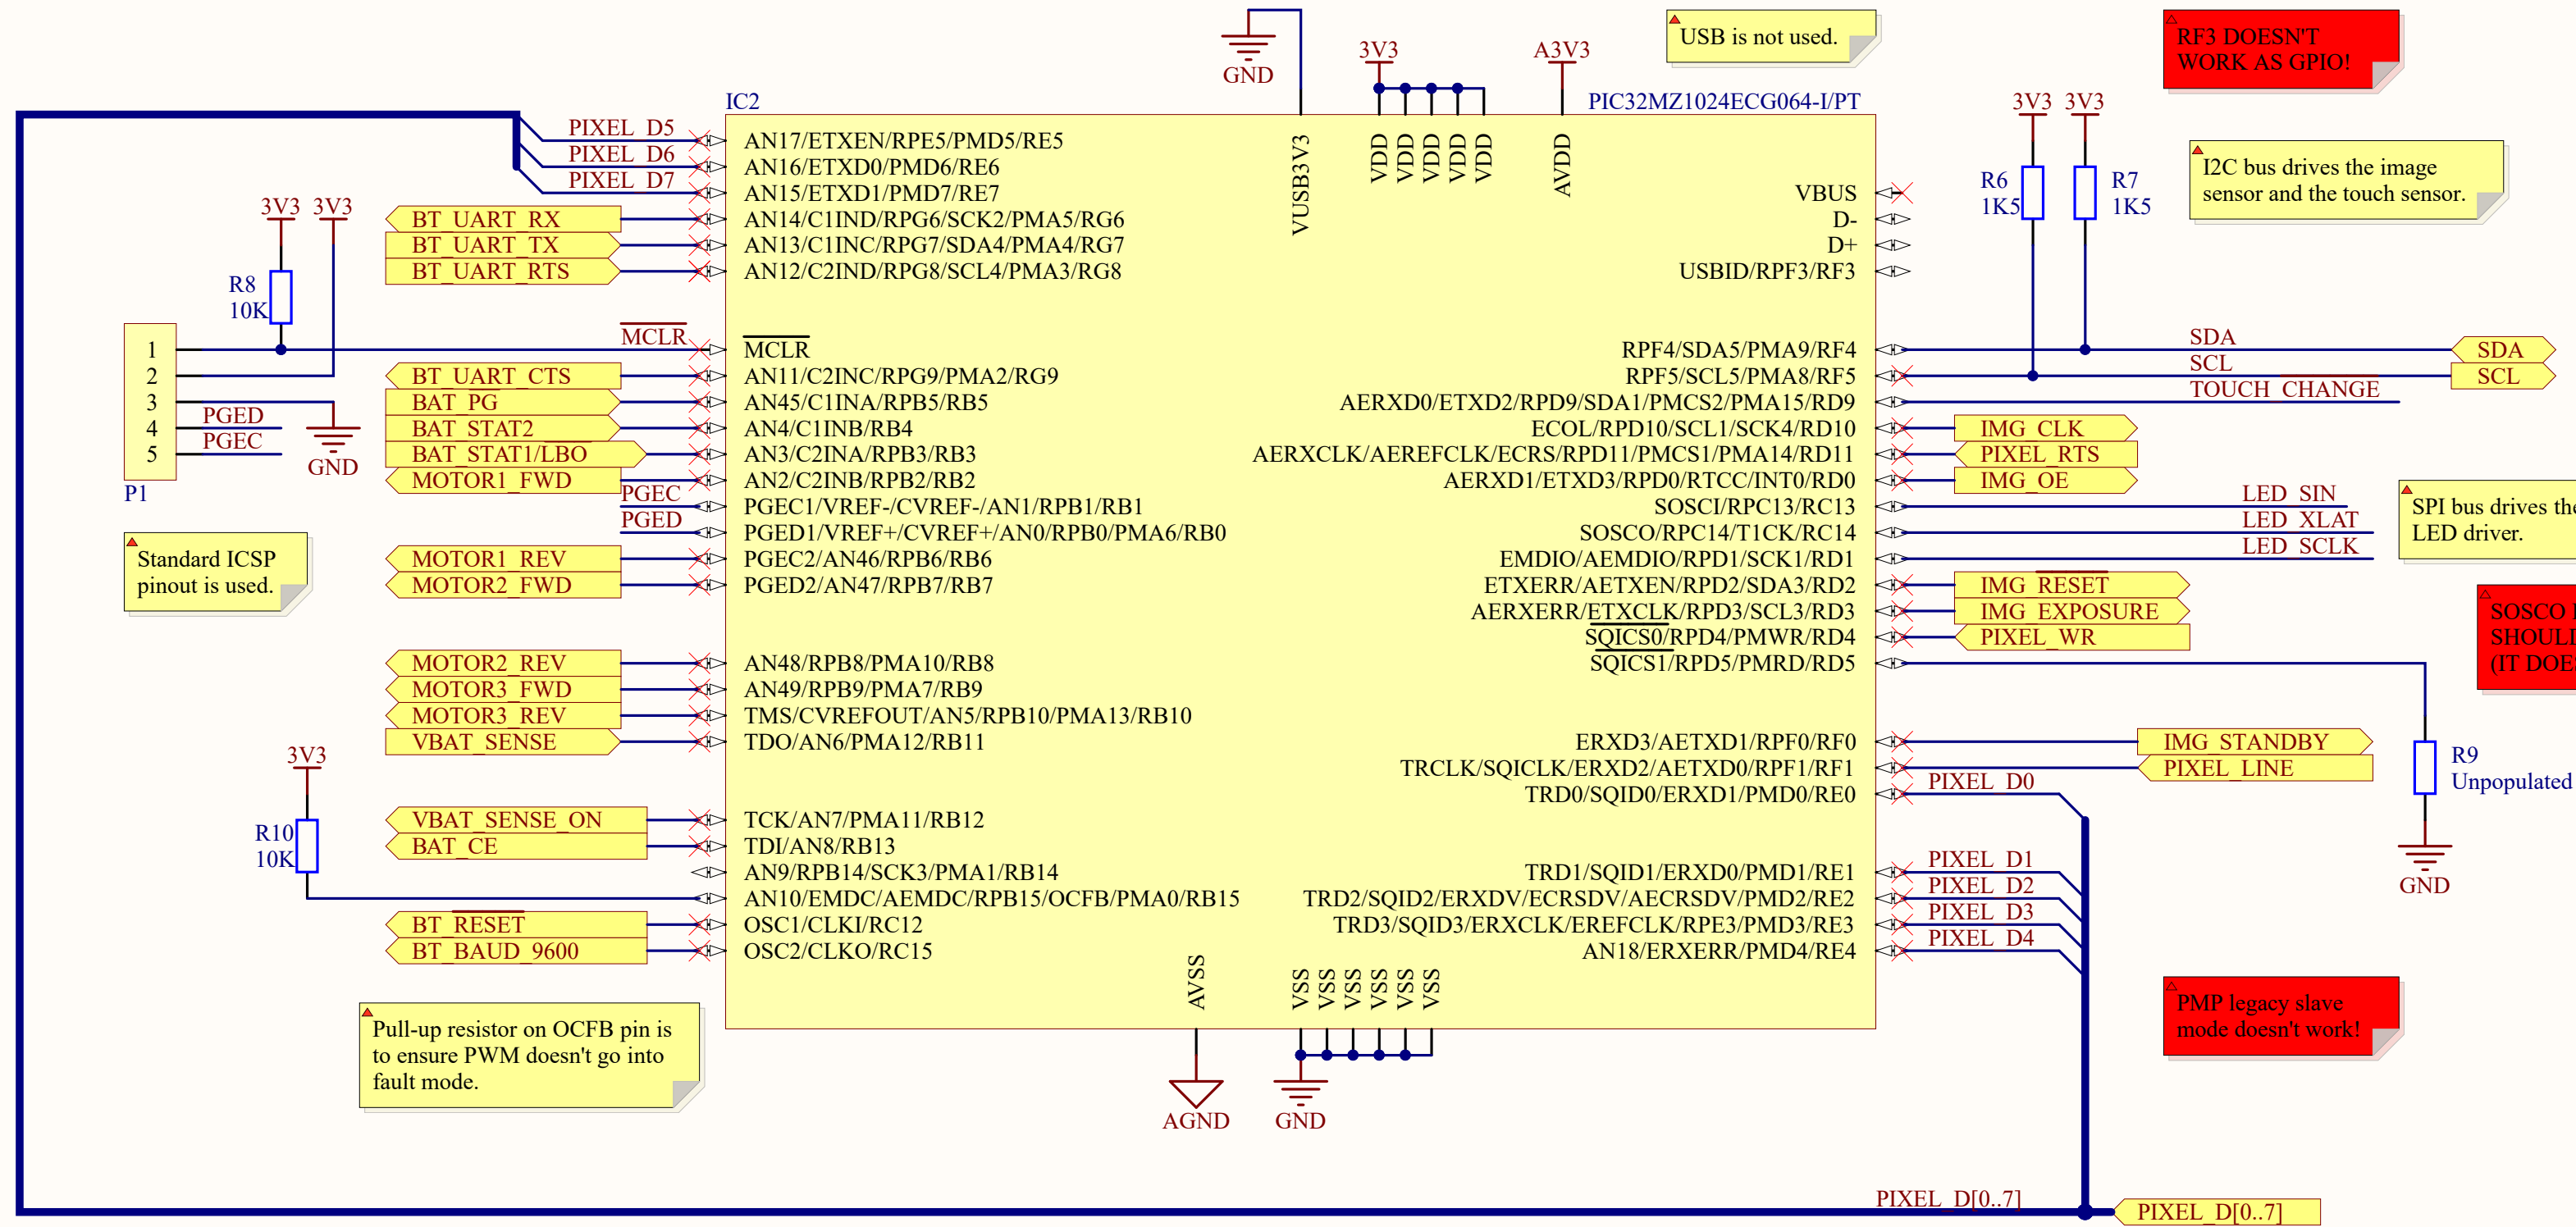 USB is not used.
RF3 DOESN'T
WORK AS GPIO!
GND
3V3
A3V3
IC2
PIC32MZ1024ECG064-I/PT
3V3
3V3
PIXEL_D5
PIXEL_D6
PIXEL_D7
AN17/ETXEN/RPE5/PMD5/RE5
AN16/ETXD0/PMD6/RE6
AN15/ETXD1/PMD7/RE7
VUSB3V3
VDD
VDD
VDD
VDD
VDD
AVDD
I2C bus drives the image
sensor and the touch sensor.
R6
1K5
R7
1K5
VBUS
D-
D+
USBID/RPF3/RF3
3V3
3V3
BT_UART_RX
BT_UART_TX
BT_UART_RTS
AN14/C1IND/RPG6/SCK2/PMA5/RG6
AN13/C1INC/RPG7/SDA4/PMA4/RG7
AN12/C2IND/RPG8/SCL4/PMA3/RG8
R8
10K
1
2
3
4
5
P1
PGED
PGEC
GND
MCLR
MCLR
BT_UART_CTS
AN11/C2INC/RPG9/PMA2/RG9
BAT_PG
AN45/C1INA/RPB5/RB5
BAT_STAT2
AN4/C1INB/RB4
BAT_STAT1/LBO
AN3/C2INA/RPB3/RB3
MOTOR1_FWD
AN2/C2INB/RPB2/RB2
PGEC
PGEC1/VREF-/CVREF-/AN1/RPB1/RB1
PGED
PGED1/VREF+/CVREF+/AN0/RPB0/PMA6/RB0
MOTOR1_REV
PGEC2/AN46/RPB6/RB6
MOTOR2_FWD
PGED2/AN47/RPB7/RB7
Standard ICSP
pinout is used.
RPF4/SDA5/PMA9/RF4
SDA
SDA
RPF5/SCL5/PMA8/RF5
SCL
SCL
AERXD0/ETXD2/RPD9/SDA1/PMCS2/PMA15/RD9
TOUCH_CHANGE
ECOL/RPD10/SCL1/SCK4/RD10
IMG_CLK
AERXCLK/AEREFCLK/ECRS/RPD11/PMCS1/PMA14/RD11
PIXEL_RTS
AERXD1/ETXD3/RPD0/RTCC/INT0/RD0
IMG_OE
SOSCI/RPC13/RC13
LED_SIN
SOSCO/RPC14/T1CK/RC14
LED_XLAT
EMDIO/AEMDIO/RPD1/SCK1/RD1
LED_SCLK
SPI bus drives the
LED driver.
ETXERR/AETXEN/RPD2/SDA3/RD2
IMG_RESET
AERXERR/ETXCLK/RPD3/SCL3/RD3
IMG_EXPOSURE
SQICS0/RPD4/PMWR/RD4
PIXEL_WR
SQICS1/RPD5/PMRD/RD5
SOSCO
SHOULD
(IT DOE
MOTOR2_REV
AN48/RPB8/PMA10/RB8
MOTOR3_FWD
AN49/RPB9/PMA7/RB9
MOTOR3_REV
TMS/CVREFOUT/AN5/RPB10/PMA13/RB10
VBAT_SENSE
TDO/AN6/PMA12/RB11
3V3
R10
10K
VBAT_SENSE_ON
TCK/AN7/PMA11/RB12
BAT_CE
TDI/AN8/RB13
AN9/RPB14/SCK3/PMA1/RB14
AN10/EMDC/AEMDC/RPB15/OCFB/PMA0/RB15
BT_RESET
OSC1/CLKI/RC12
BT_BAUD_9600
OSC2/CLKO/RC15
ERXD3/AETXD1/RPF0/RF0
IMG_STANDBY
TRCLK/SQICLK/ERXD2/AETXD0/RPF1/RF1
PIXEL_LINE
TRD0/SQID0/ERXD1/PMD0/RE0
PIXEL_D0
R9
Unpopulated
GND
TRD1/SQID1/ERXD0/PMD1/RE1
PIXEL_D1
TRD2/SQID2/ERXDV/ECRSDV/AECRSDV/PMD2/RE2
PIXEL_D2
TRD3/SQID3/ERXCLK/EREFCLK/RPE3/PMD3/RE3
PIXEL_D3
AN18/ERXERR/PMD4/RE4
PIXEL_D4
AVSS
VSS
VSS
VSS
VSS
VSS
VSS
Pull-up resistor on OCFB pin is
to ensure PWM doesn't go into
fault mode.
PMP legacy slave
mode doesn't work!
AGND
GND
PIXEL_D[0..7]
PIXEL_D[0..7]